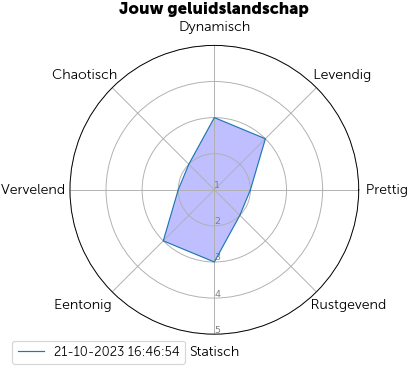 Jouw geluidslandschap
Dynamisch
Chaotisch
Levendig
Vervelend
1
Prettig
2
3
4
Eentonig
Rustgevend
5
21-10-2023 16:46:54
Statisch